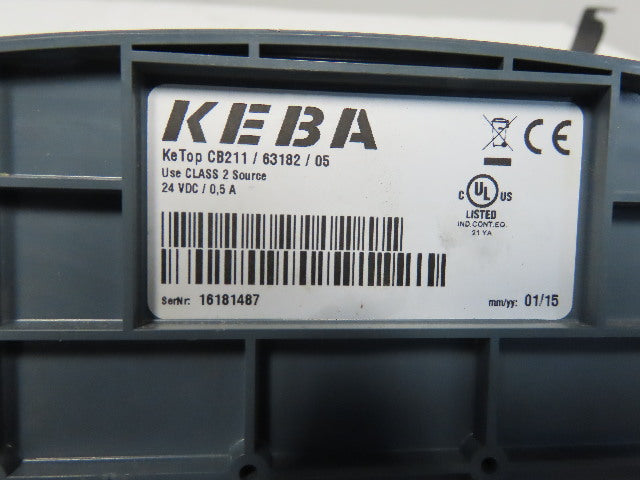 KEBA
KeTop CB211 / 63182 / 05
Use CLASS 2 Source
24 VDC / 0,5 A
CE
C UL US
LISTED
IND.CONT.EQ.
21 YA
SerNr: 16181487
mm/yy: 01/15